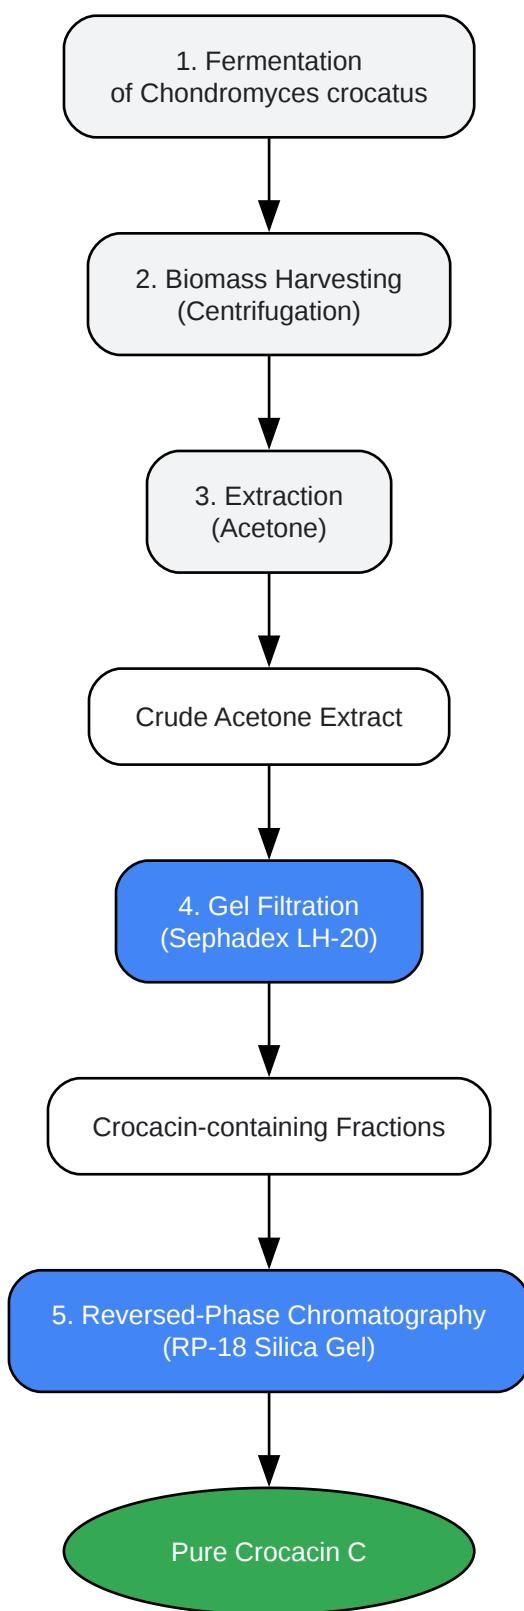 1. Fermentation
of Chondromyces crocatus
2. Biomass Harvesting
(Centrifugation)
3. Extraction
(Acetone)
Crude Acetone Extract
4. Gel Filtration
(Sephadex LH-20)
Crocacin-containing Fractions
5. Reversed-Phase Chromatography
(RP-18 Silica Gel)
Pure Crocacin C